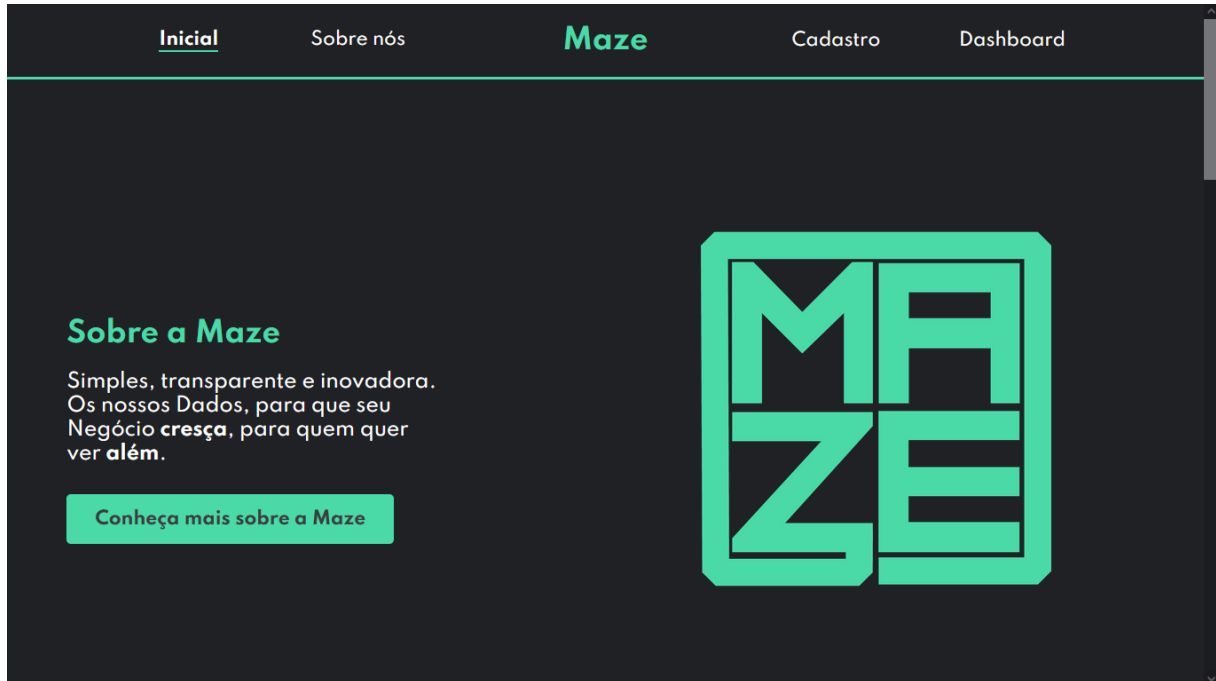 Inicial Sobre nós Maze Cadastro Dashboard
Sobre a Maze
Simples, transparente e inovadora.
Os nossos Dados, para que seu
Negócio cresça, para quem quer
ver além.
Conheça mais sobre a Maze
MA
ZE